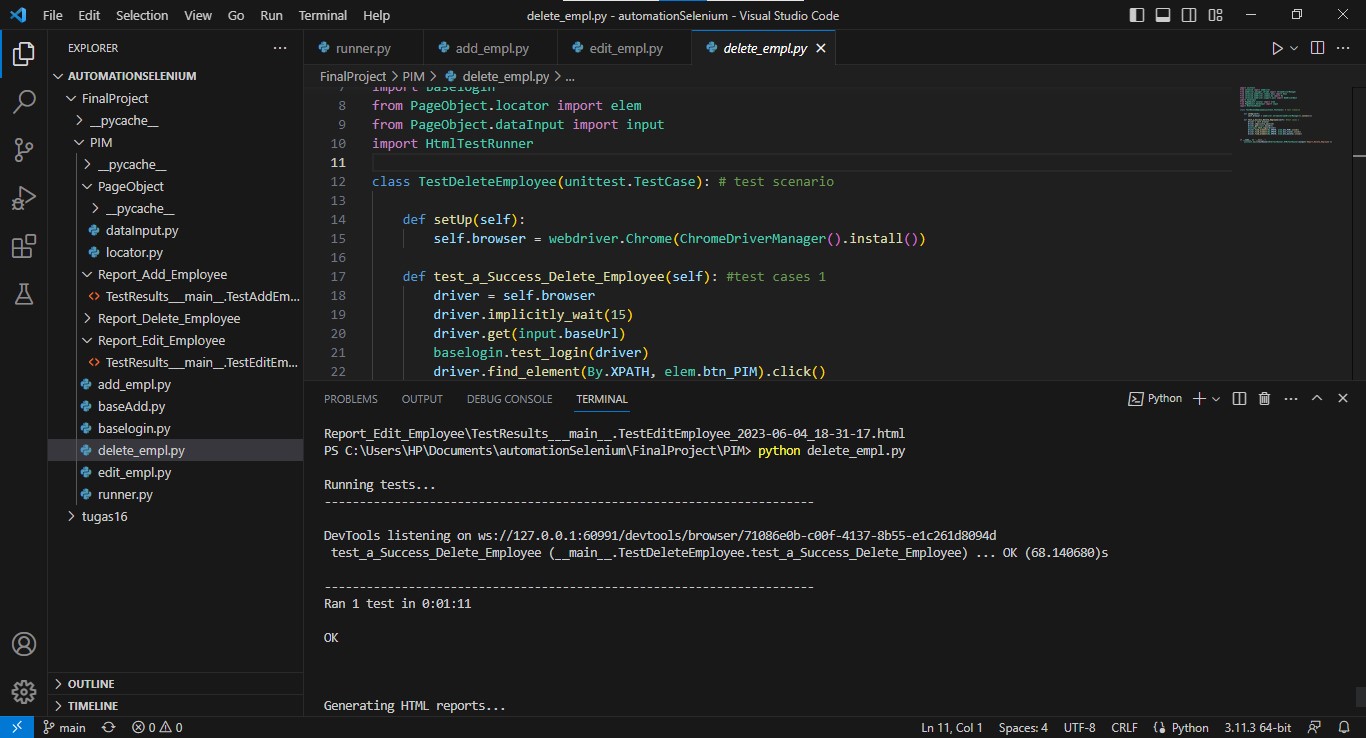 File Edit Selection View Go Run Terminal Help
delete_empl.py - automationSelenium - Visual Studio Code
EXPLORER
AUTOMATIONSELENIUM
FinalProject
__pycache__
PIM
__pycache__
PageObject
__pycache__
dataInput.py
locator.py
Report_Add_Employee
TestResults___main__.TestAddEm...
Report_Delete_Employee
Report_Edit_Employee
TestResults___main__.TestEditEm...
add_empl.py
baseAdd.py
baselogin.py
delete_empl.py
edit_empl.py
runner.py
tugas16
OUTLINE
TIMELINE
runner.py add_empl.py edit_empl.py delete_empl.py
FinalProject > PIM > delete_empl.py > ...
7 import baselogin
8 from PageObject.locator import elem
9 from PageObject.dataInput import input
10 import HtmlTestRunner
11
12 class TestDeleteEmployee(unittest.TestCase): # test scenario
13
14 def setUp(self):
15 self.browser = webdriver.Chrome(ChromeDriverManager().install())
16
17 def test_a_Success_Delete_Employee(self): #test cases 1
18 driver = self.browser
19 driver.implicitly_wait(15)
20 driver.get(input.baseUrl)
21 baselogin.test_login(driver)
22 driver.find_element(By.XPATH, elem.btn_PIM).click()
PROBLEMS OUTPUT DEBUG CONSOLE TERMINAL
Python
Report_Edit_Employee\TestResults___main__.TestEditEmployee_2023-06-04_18-31-17.html
PS C:\Users\HP\Documents\automationSelenium\FinalProject\PIM> python delete_empl.py
Running tests...
----------------------------------------------------------------------
DevTools listening on ws://127.0.0.1:60991/devtools/browser/71086e0b-c00f-4137-8b55-e1c261d8094d
test_a_Success_Delete_Employee (__main__.TestDeleteEmployee.test_a_Success_Delete_Employee) ... OK (68.140680)s
----------------------------------------------------------------------
Ran 1 test in 0:01:11
OK
Generating HTML reports...
main 0 0 Ln 11, Col 1 Spaces: 4 UTF-8 CRLF Python 3.11.3 64-bit